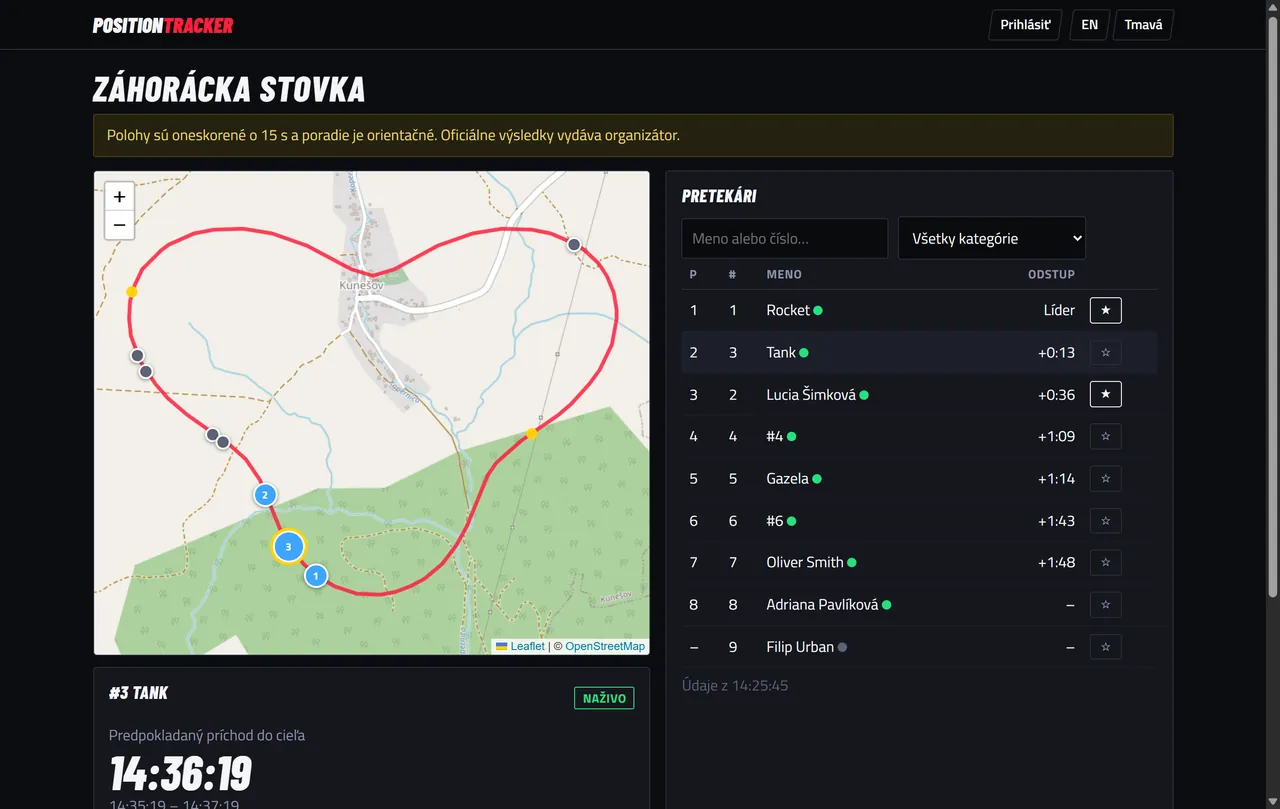 POSITIONTRACKER
Prihlásiť
EN
Tmavá
ZÁHORÁCKA STOVKA
Polohy sú oneskorené o 15 s a poradie je orientačné. Oficiálne výsledky vydáva organizátor.
+
−
Kunešov
Kunešov
2
3
1
Leaflet | © OpenStreetMap
PRETEKÁRI
Meno alebo číslo...
Všetky kategórie
P # MENO ODSTUP
1 1 Rocket Líder ★
2 3 Tank +0:13 ☆
3 2 Lucia Šimková +0:36 ★
4 4 #4 +1:09 ☆
5 5 Gazela +1:14 ☆
6 6 #6 +1:43 ☆
7 7 Oliver Smith +1:48 ☆
8 8 Adriana Pavlíková – ☆
– 9 Filip Urban – ☆
Údaje z 14:25:45
#3 TANK
NAŽIVO
Predpokladaný príchod do cieľa
14:36:19
14:35:19 – 14:37:19